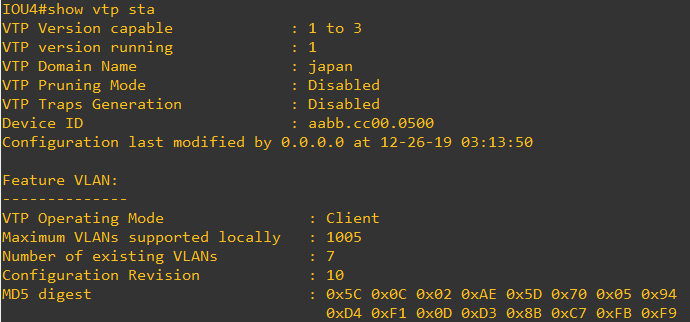 IOU4#show vtp sta
VTP Version capable : 1 to 3
VTP version running : 1
VTP Domain Name : japan
VTP Pruning Mode : Disabled
VTP Traps Generation : Disabled
Device ID : aabb.cc00.0500
Configuration last modified by 0.0.0.0 at 12-26-19 03:13:50
Feature VLAN:
--------------
VTP Operating Mode : Client
Maximum VLANs supported locally : 1005
Number of existing VLANs : 7
Configuration Revision : 10
MD5 digest : 0x5C 0x0C 0x02 0xAE 0x5D 0x70 0x05 0x94
0xD4 0xF1 0x0D 0xD3 0x8B 0xC7 0xFB 0xF9